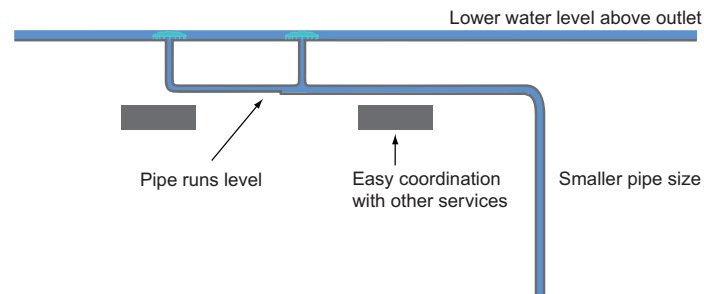 Lower water level above outlet
Pipe runs level
Easy coordination
with other services
Smaller pipe size